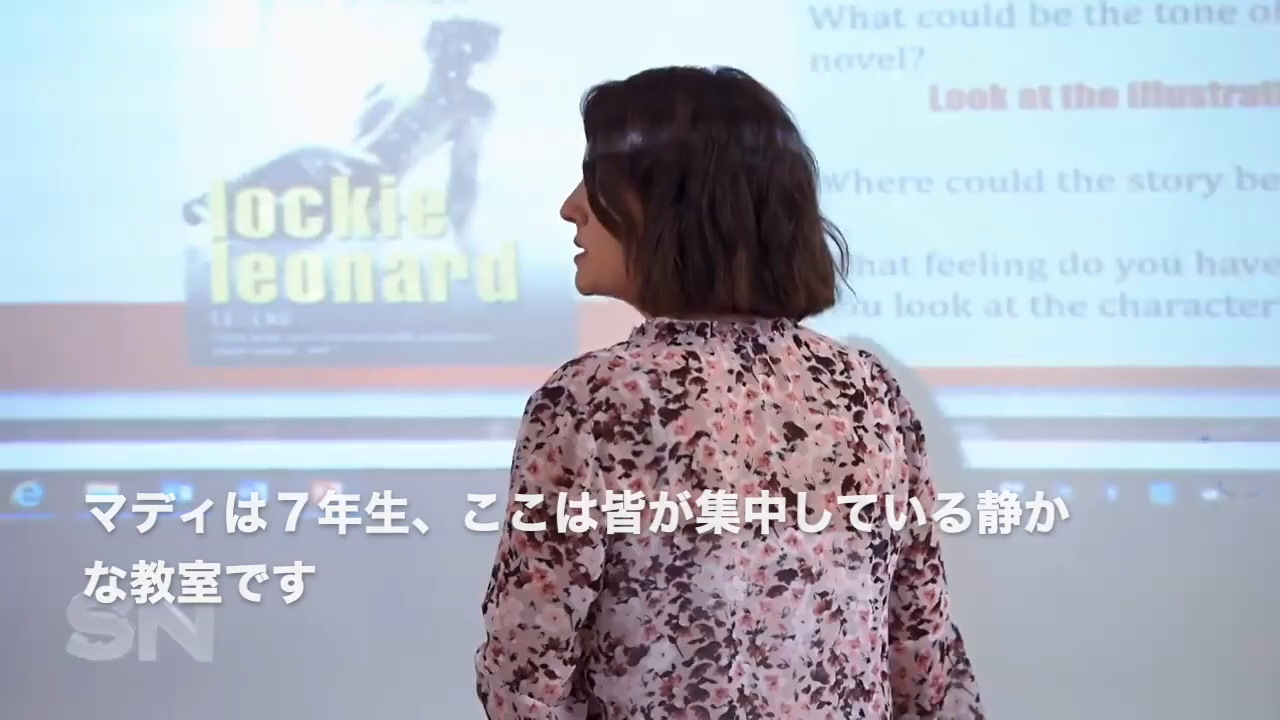 What could be the tone of
novel?
Look at the illustrati
lockie
leonard
Where could the story be
hat feeling do you have
ou look at the character
マディは７年生、ここは皆が集中している静か
な教室です
SN